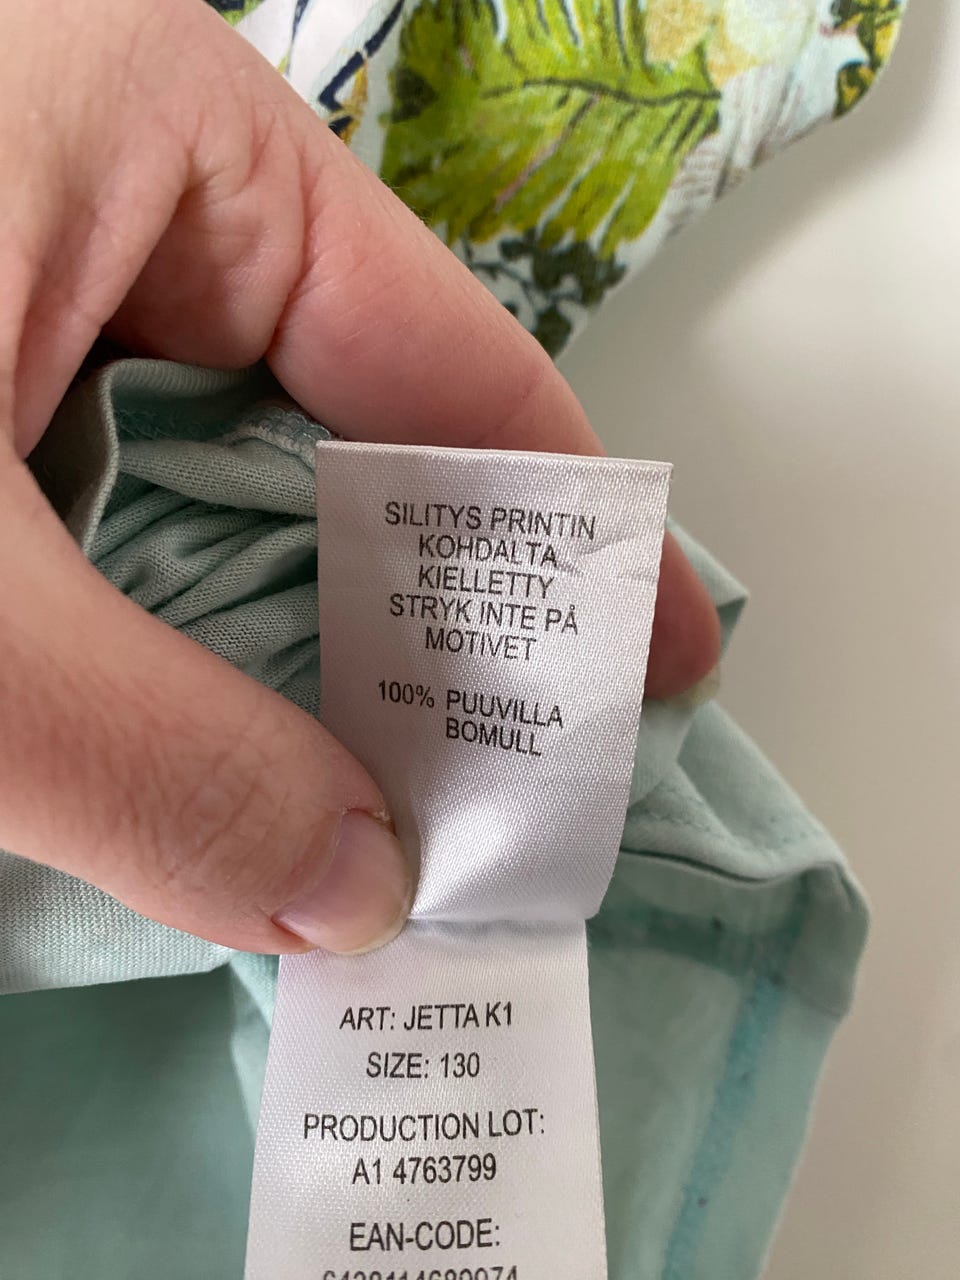 SILITYS PRINTIN
KOHDALTA
KIELLETTY
STRYK INTE PÅ
MOTIVET
100% PUUVILLA
BOMULL
ART: JETTA K1
SIZE: 130
PRODUCTION LOT:
A1 4763799
EAN-CODE: